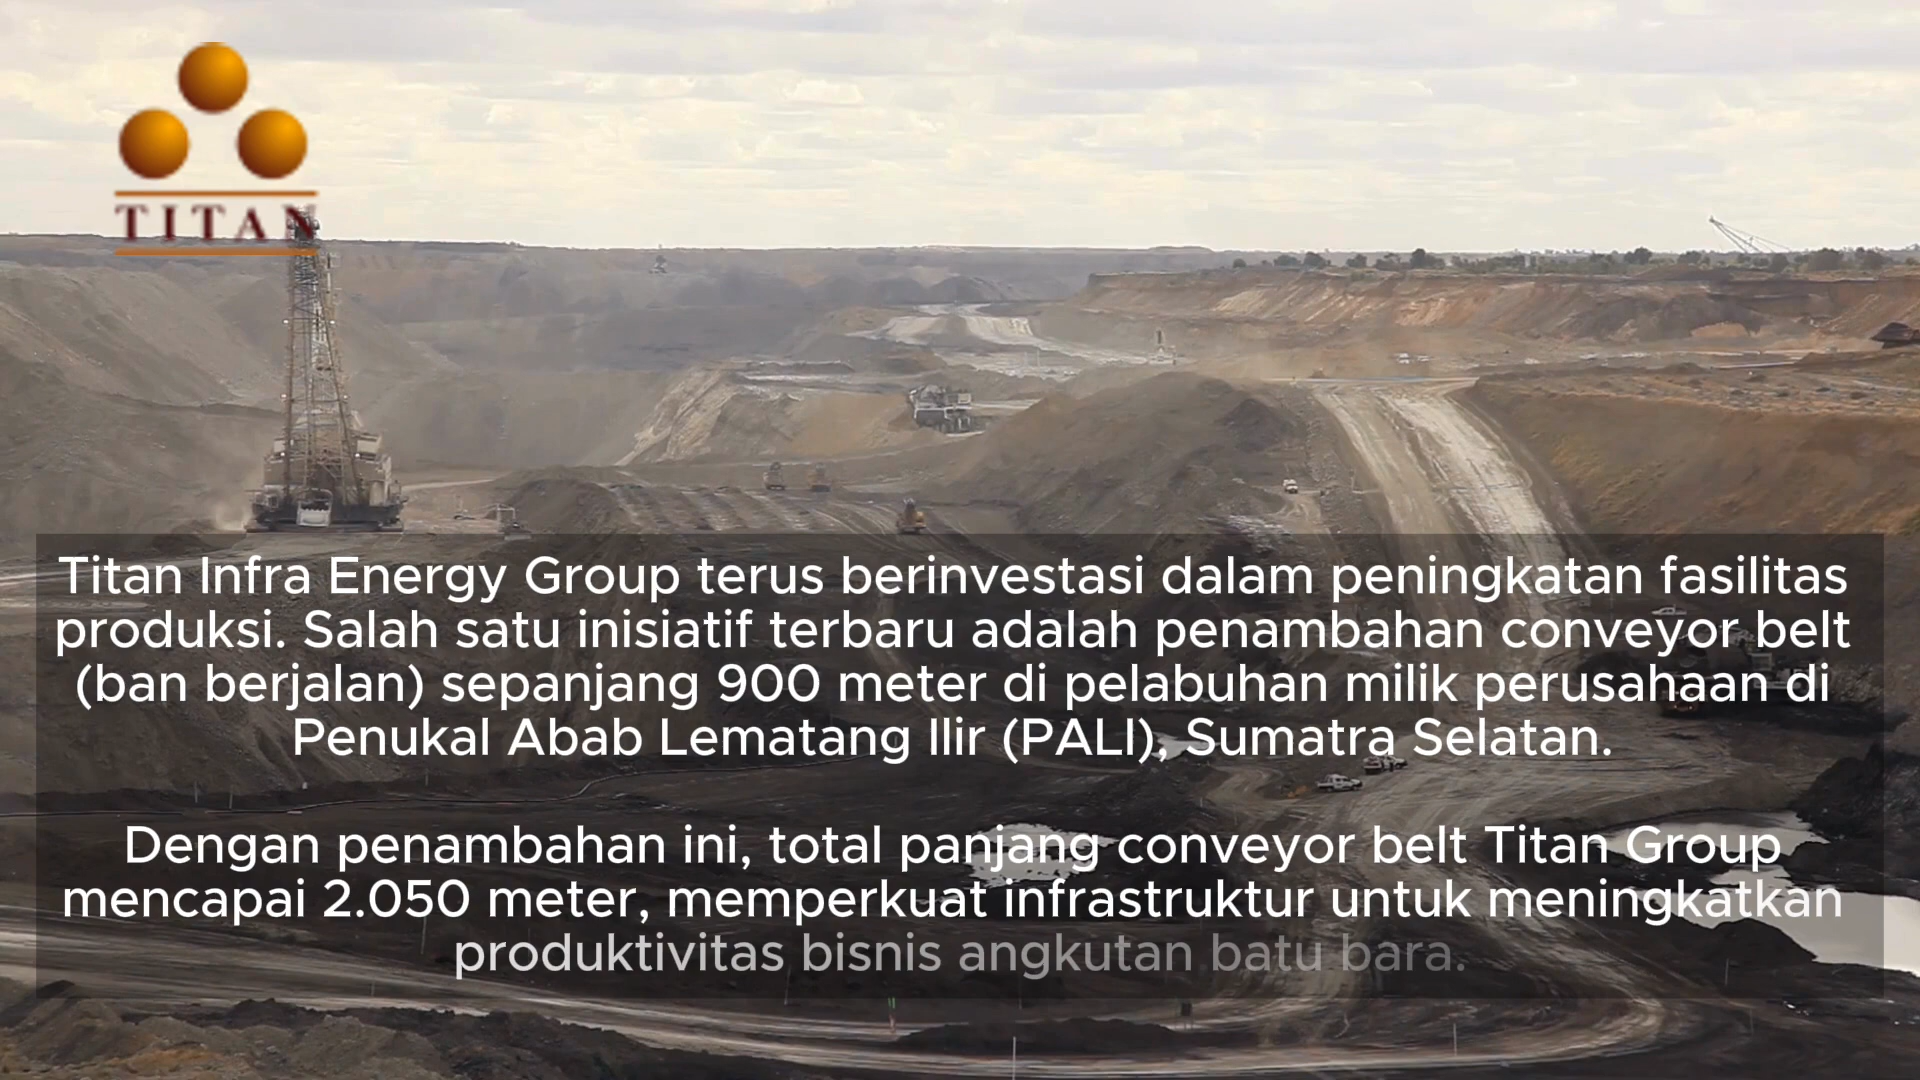 TITAN
Titan Infra Energy Group terus berinvestasi dalam peningkatan fasilitas
produksi. Salah satu inisiatif terbaru adalah penambahan conveyor belt
(ban berjalan) sepanjang 900 meter di pelabuhan milik perusahaan di
Penukal Abab Lematang Ilir (PALI), Sumatra Selatan.
Dengan penambahan ini, total panjang conveyor belt Titan Group
mencapai 2.050 meter, memperkuat infrastruktur untuk meningkatkan
produktivitas bisnis angkutan batu bara.